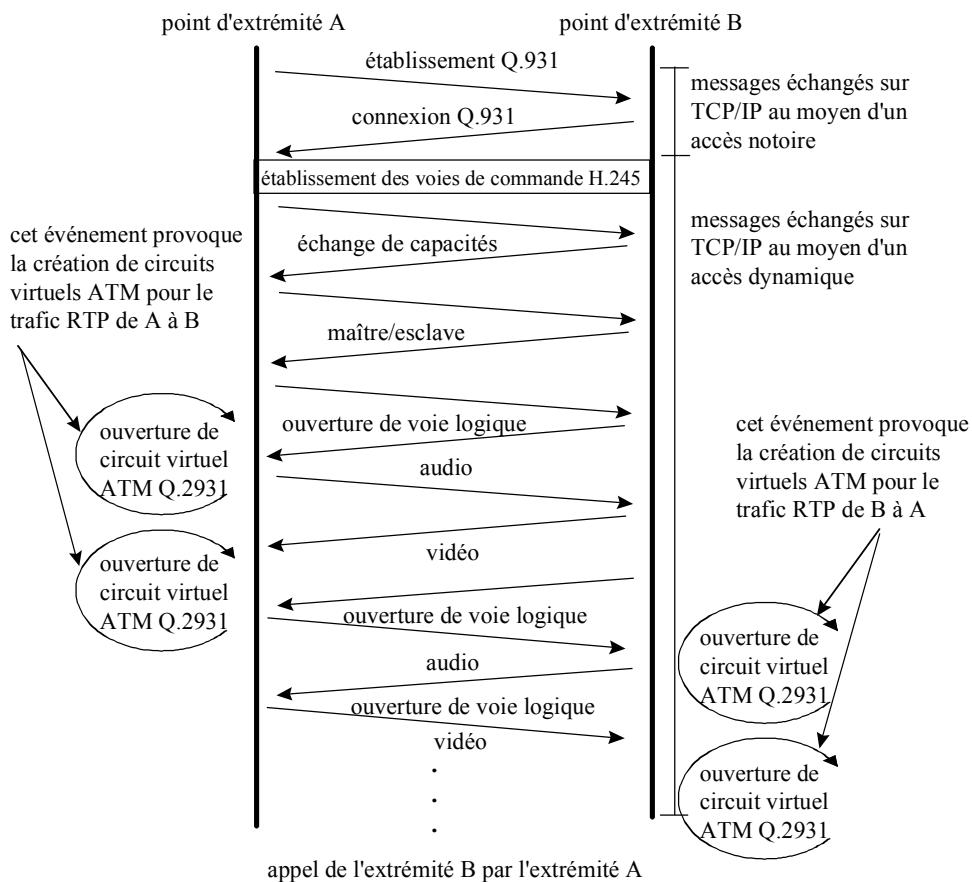 point d'extrémité A
point d'extrémité B
établissement Q.931
messages échangés sur
TCP/IP au moyen d'un
accès notoire
connexion Q.931
établissement des voies de commande H.245
cet événement provoque
la création de circuits
virtuels ATM pour le
trafic RTP de A à B
échange de capacités
messages échangés sur
TCP/IP au moyen d'un
accès dynamique
maître/esclave
ouverture de
circuit virtuel
ATM Q.2931
ouverture de voie logique
audio
cet événement provoque
la création de circuits
virtuels ATM pour le
trafic RTP de B à A
vidéo
ouverture de
circuit virtuel
ATM Q.2931
ouverture de voie logique
audio
ouverture de
circuit virtuel
ATM Q.2931
ouverture de voie logique
vidéo
ouverture de
circuit virtuel
ATM Q.2931
appel de l'extrémité B par l'extrémité A